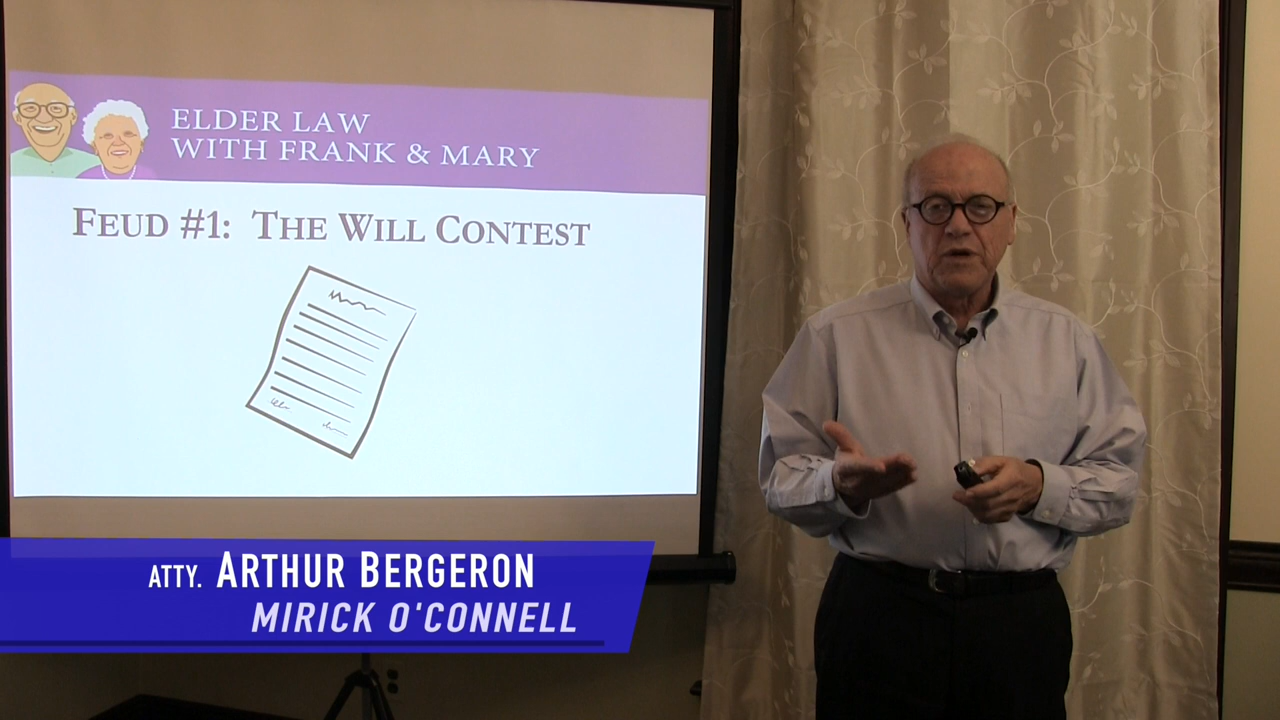 ELDER LAW
WITH FRANK & MARY
FEUD #1: THE WILL CONTEST
ATTY. ARTHUR BERGERON
MIRICK O'CONNELL